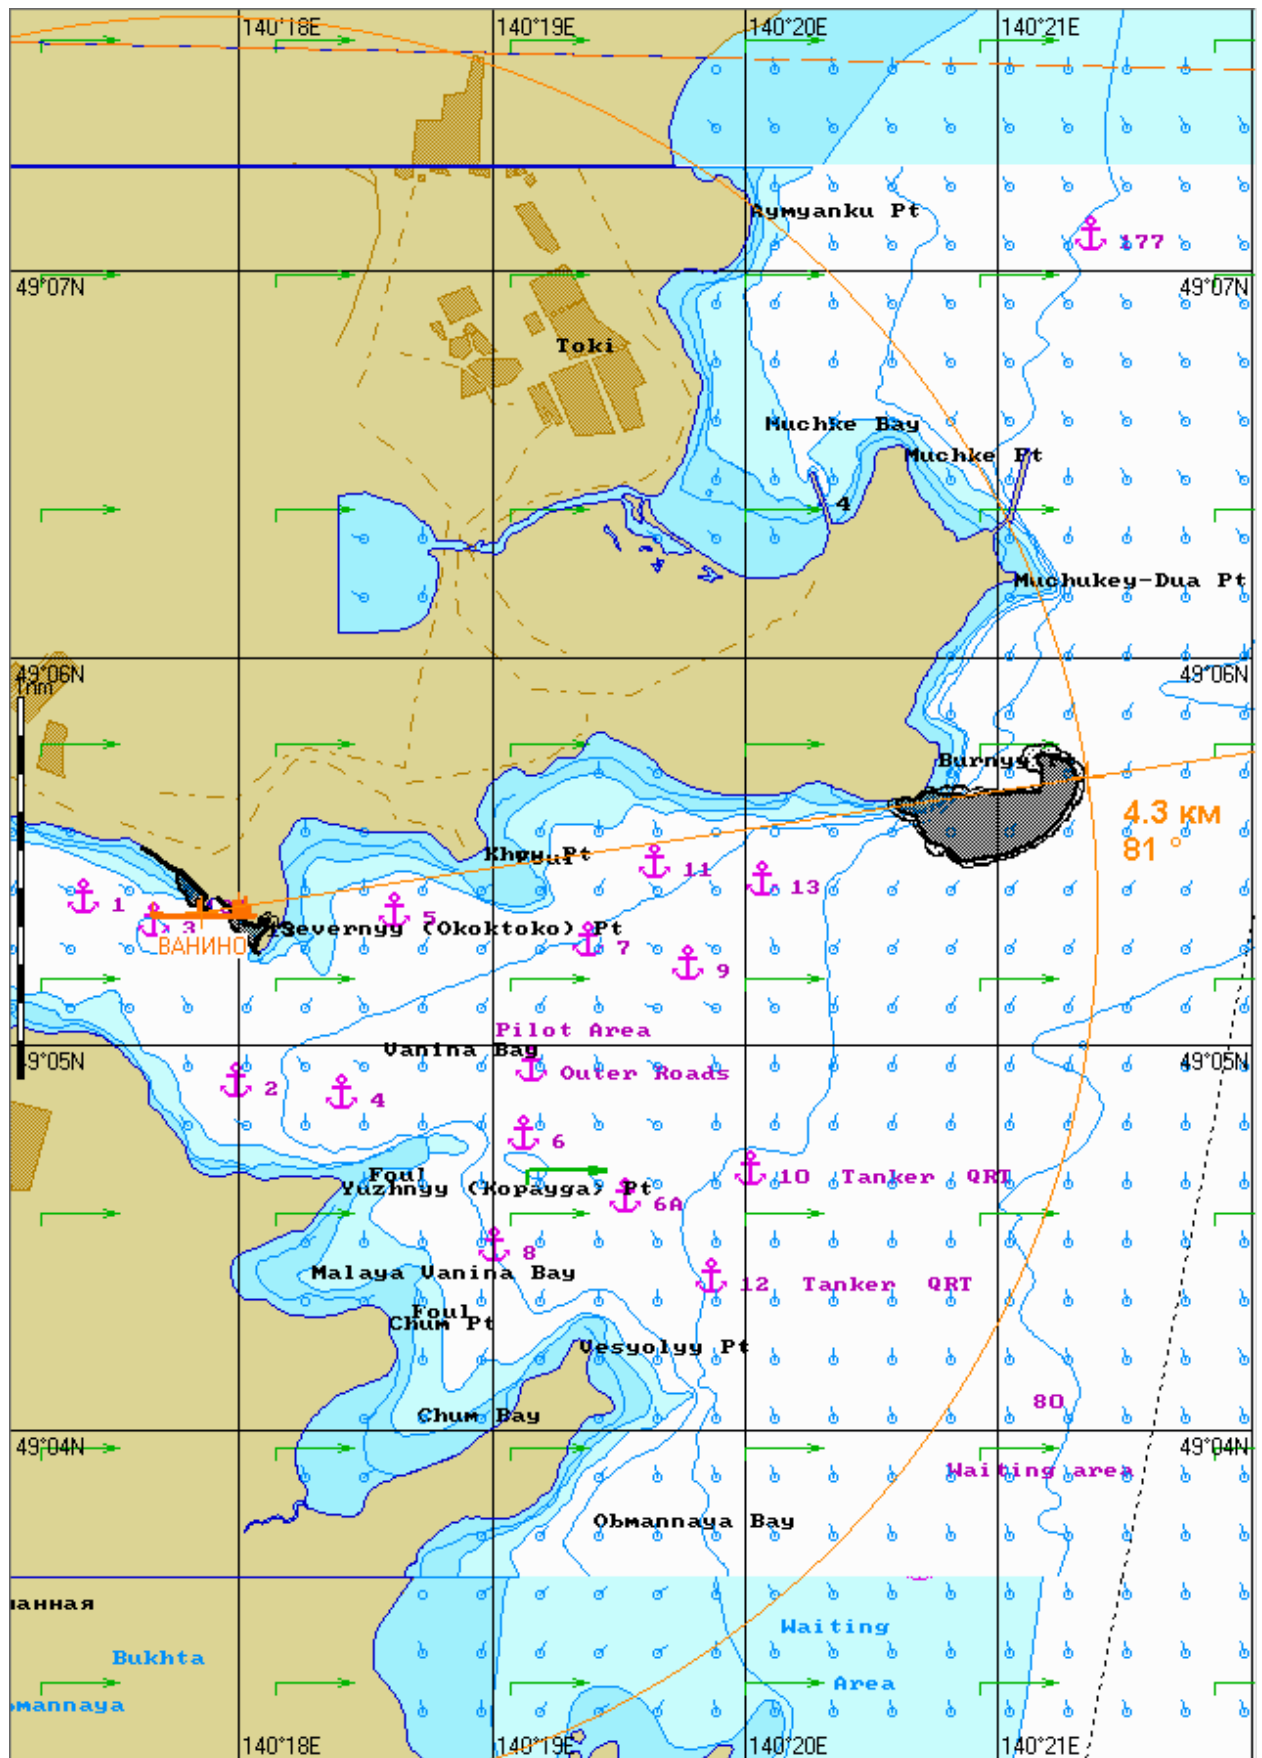 140°18E 140°19E 140°20E 140°21E
Aymyanku Pt
177
49°07N 49°07N
Toki
Muchke Bay
Muchke Pt
4
Muchukey-Dua Pt
49°06N 49°06N
1nm
Burnyy Pt
4.3 км
81 °
Khoy Pt
11
13
1
3
5
Severnyy (Okoktoko) Pt
ВАНИНО
7
9
Pilot Area
Vanina Bay
49°05N 49°05N
Outer Roads
2
4
6
Foul
10 Tanker QRT
Yuzhnyy (Kopayga) Pt
6A
8
Malaya Vanina Bay
12 Tanker QRT
Foul
Chum Pt
Vesyolyy Pt
80
Chum Bay
49°04N 49°04N
Waiting area
Obmannaya Bay
анная
Waiting
Bukhta
Area
bmannaya
140°18E 140°19E 140°20E 140°21E